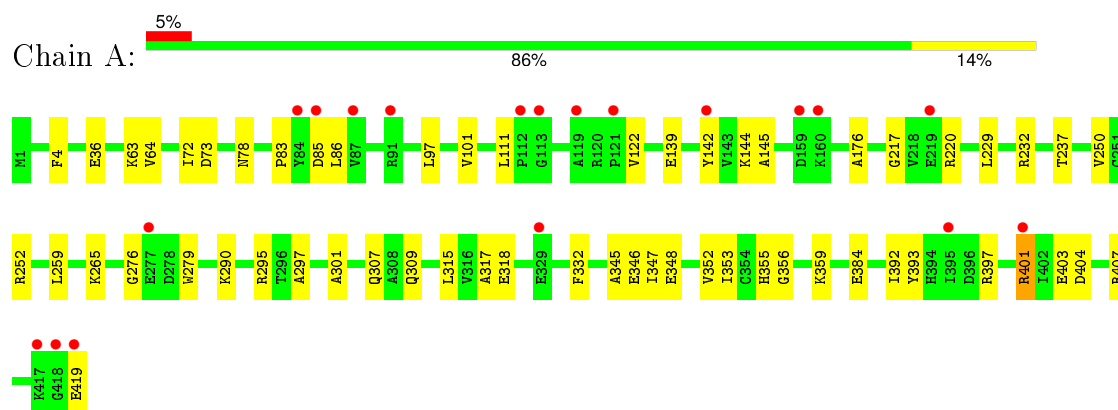 5%
Chain A:
86% 14%
M1 F4 E36 K63 V64 I72 D73 N78 P83 Y84 D85 L86 V87 R91 L97 V101 L111 P112 G113 A119 R120 P121 V122 E139 Y142 V143 K144 A145 D159 K160 A176 G217 V218 E219 R220 L229 R232 T237 V250
R252 L259 K265 G276 E277 D278 W279 K290 R295 T296 A297 A301 Q307 A308 Q309 L315 V316 A317 E318 E329 F332 A345 E346 I347 E348 V352 I353 C354 H355 G356 K359 E384 I392 Y393 H394 I395 D396 R397 R401 I402 E403 D404
K417 G418 E419